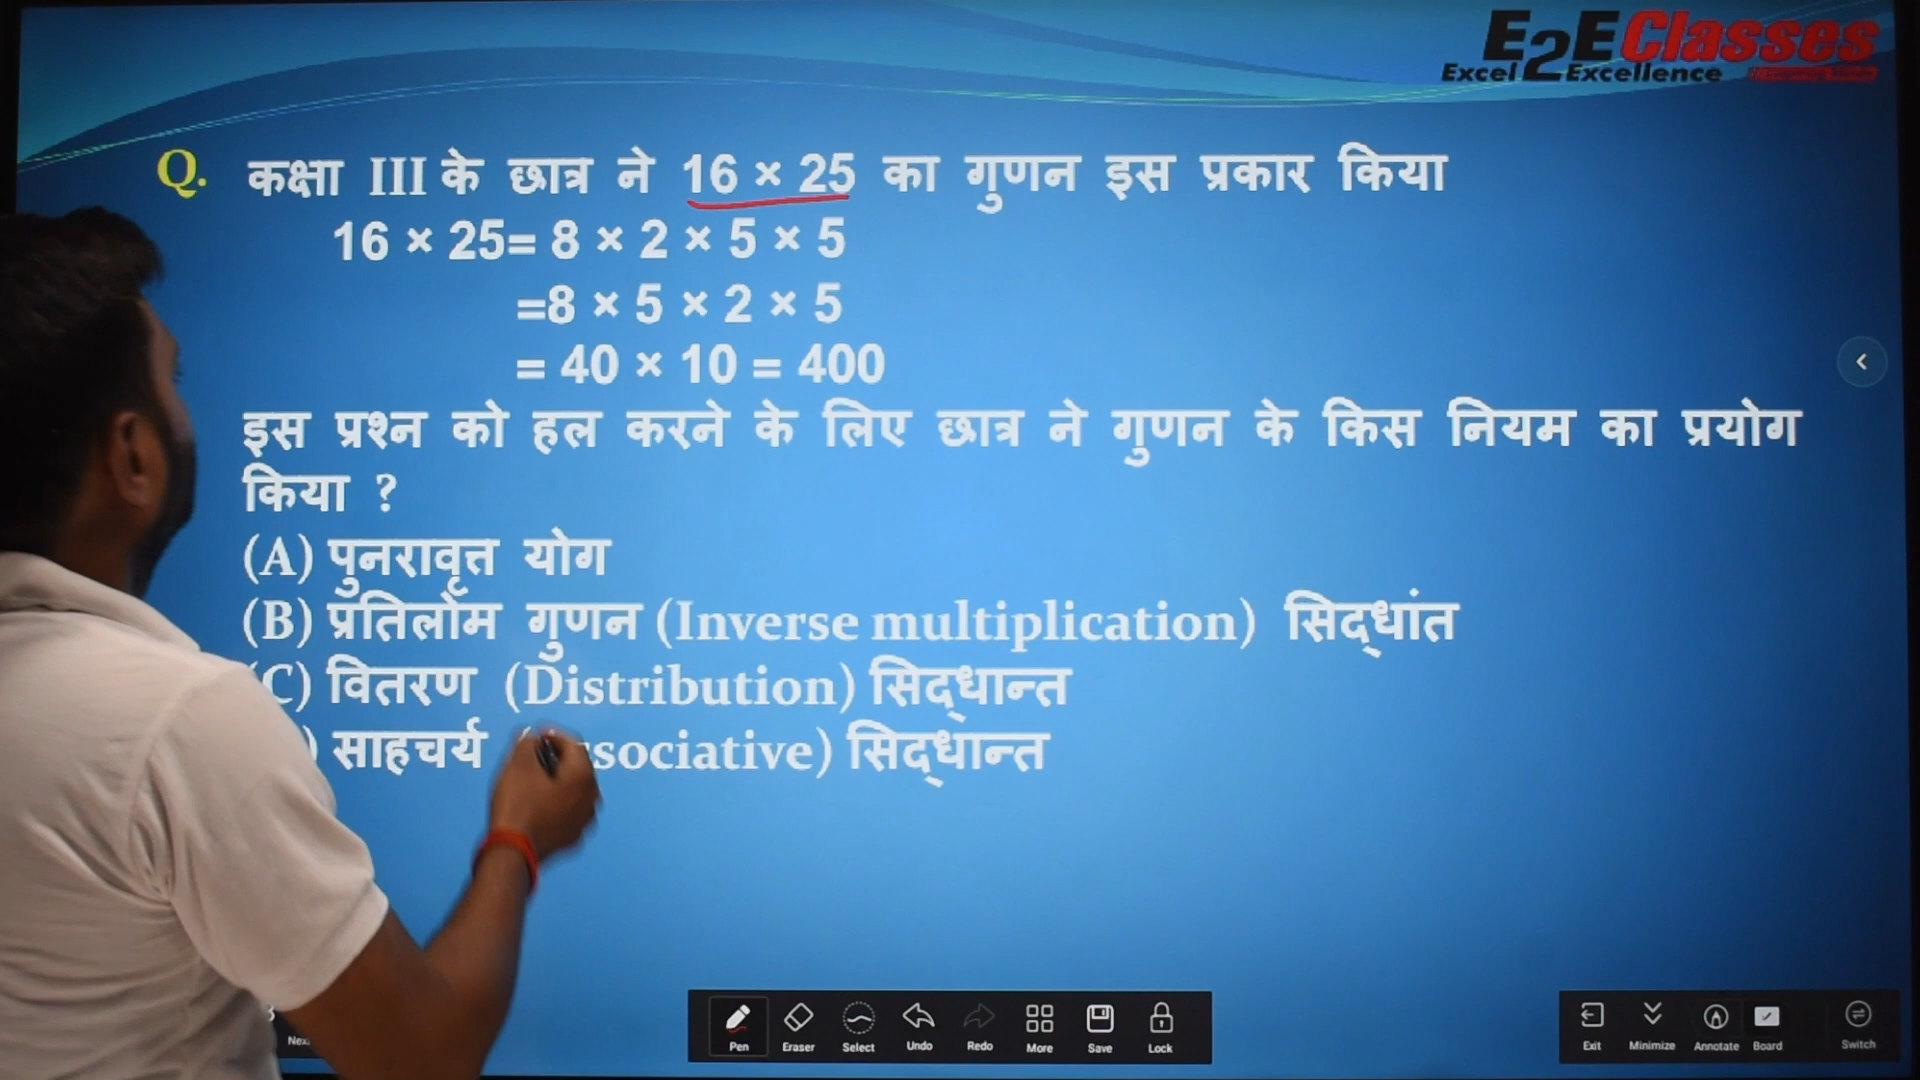 E2E Classes
Excel Excellence
Q. कक्षा III के छात्र ने 16 × 25 का गुणन इस प्रकार किया
16 × 25= 8 × 2 × 5 × 5
=8 × 5 × 2 × 5
= 40 × 10 = 400
इस प्रश्न को हल करने के लिए छात्र ने गुणन के किस नियम का प्रयोग
किया ?
(A) पुनरावृत्त योग
(B) प्रतिलोम गुणन (Inverse multiplication) सिद्धांत
C) वितरण (Distribution) सिद्धान्त
) साहचर्य ssociative) सिद्धान्त
Pen Eraser Select Undo Redo More Save Lock
Exit Minimize Annotate Board Switch